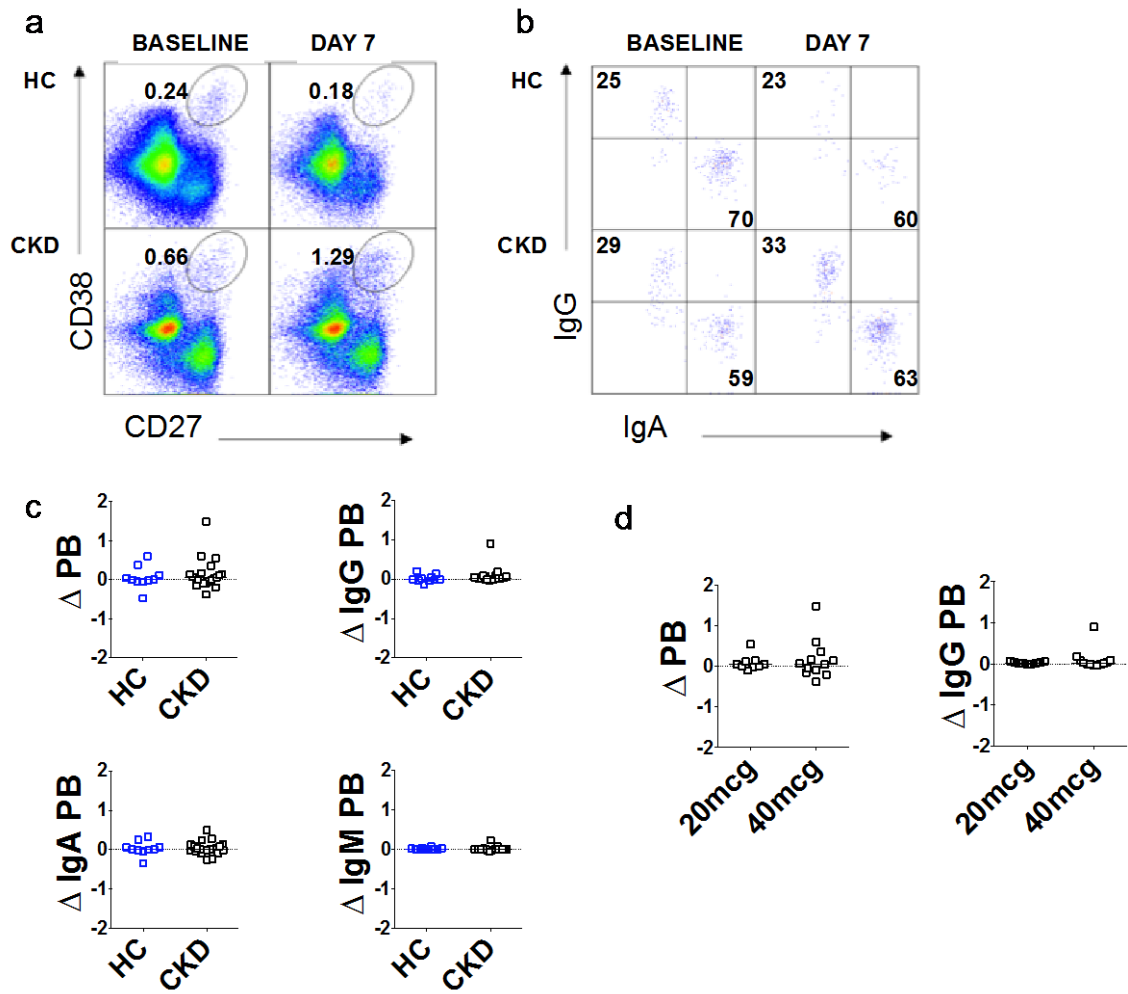 a
b
BASELINE DAY 7
BASELINE DAY 7
HC
0.24 0.18
HC
25 23
70 60
CKD
0.66 1.29
CKD
29 33
59 63
CD38
CD27
IgG
IgA
c
2
1
0
-1
-2
Δ PB
HC CKD
2
1
0
-1
-2
Δ IgG PB
HC CKD
2
1
0
-1
-2
Δ IgA PB
HC CKD
2
1
0
-1
-2
Δ IgM PB
HC CKD
d
2
1
0
-1
-2
Δ PB
20mcg 40mcg
2
1
0
-1
-2
Δ IgG PB
20mcg 40mcg